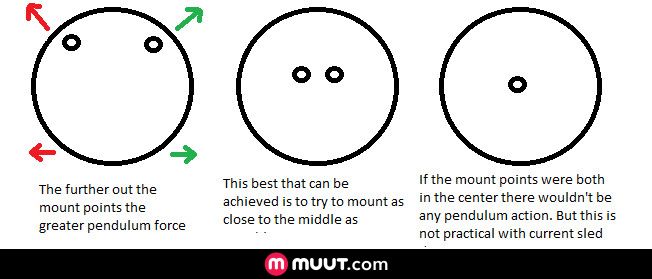 The further out the
mount points the
greater pendulum force
This best that can be
achieved is to try to mount as
close to the middle as
If the mount points were both
in the center there wouldn't be
any pendulum action. But this is
not practical with current sled
m MUUT.com